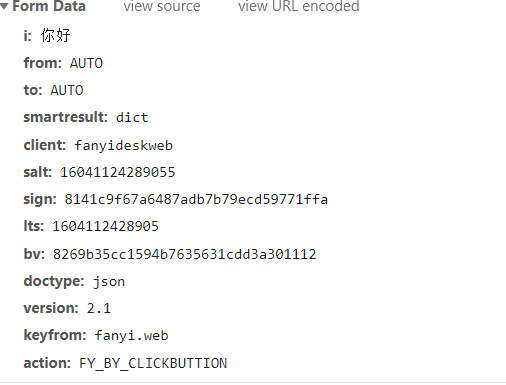 Form Data view source view URL encoded
i: 你好
from: AUTO
to: AUTO
smartresult: dict
client: fanyideskweb
salt: 16041124289055
sign: 8141c9f67a6487adb7b79ecd59771ffa
lts: 1604112428905
bv: 8269b35cc1594b7635631cdd3a301112
doctype: json
version: 2.1
keyfrom: fanyi.web
action: FY_BY_CLICKBUTTION